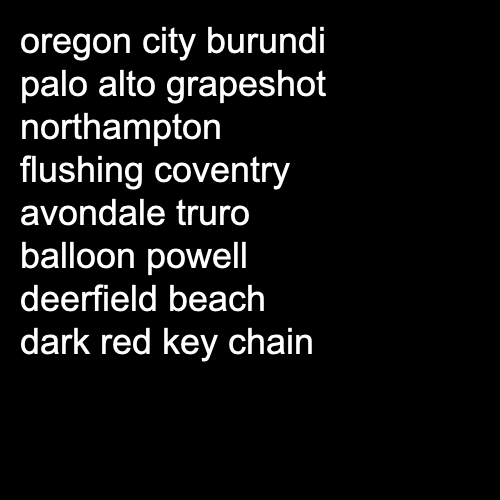 oregon city burundi
palo alto grapeshot
northampton
flushing coventry
avondale truro
balloon powell
deerfield beach
dark red key chain